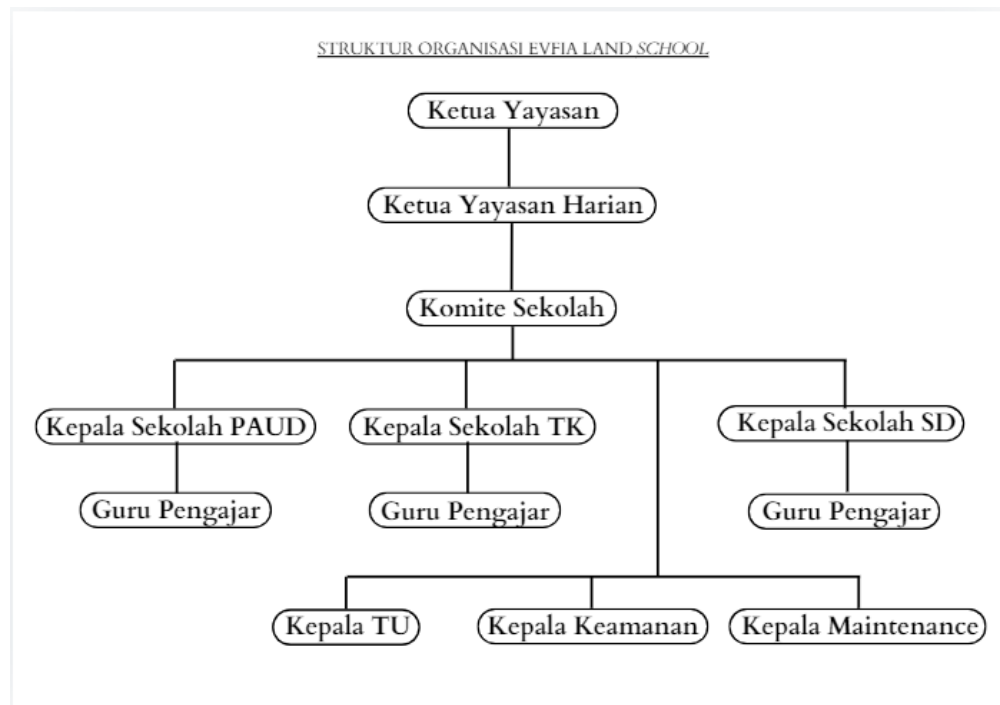 STRUKTUR ORGANISASI EVFIA LAND SCHOOL
Ketua Yayasan
Ketua Yayasan Harian
Komite Sekolah
Kepala Sekolah PAUD
Kepala Sekolah TK
Kepala Sekolah SD
Guru Pengajar
Guru Pengajar
Guru Pengajar
Kepala TU
Kepala Keamanan
Kepala Maintenance